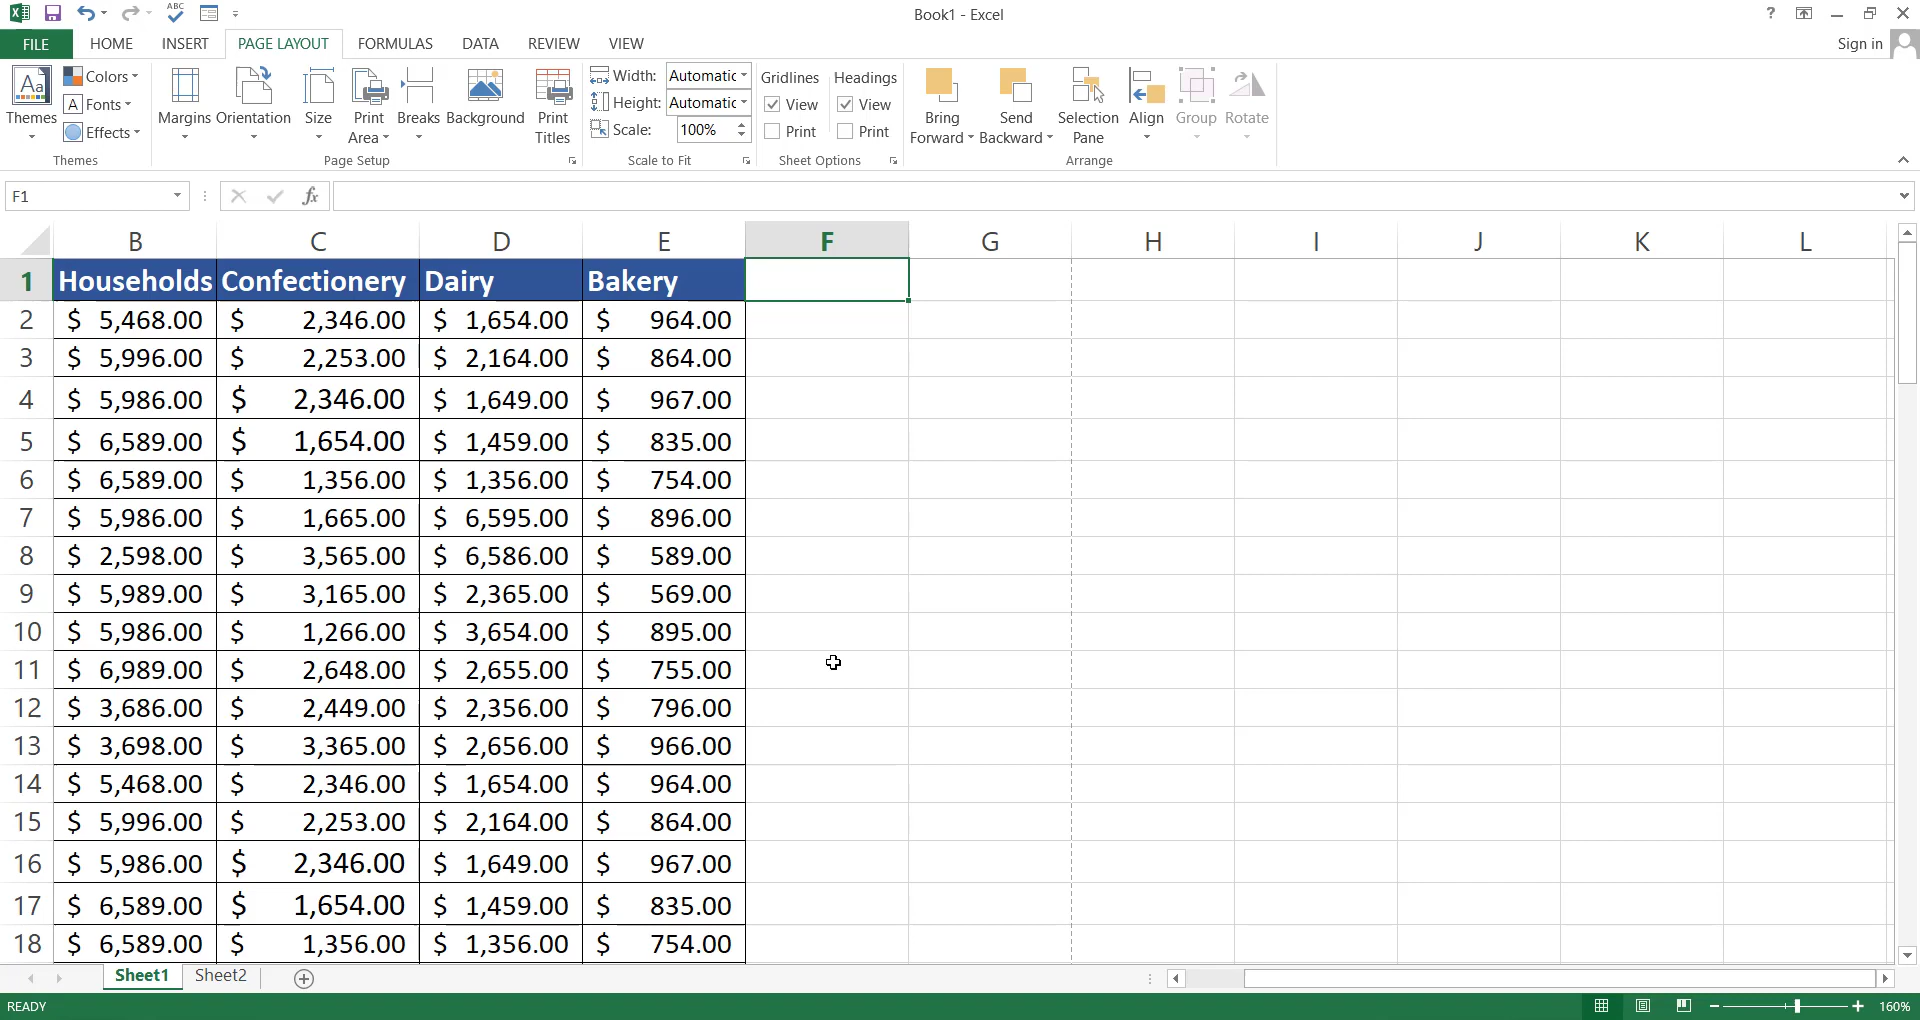 ABC
Book1 - Excel
?
FILE HOME INSERT PAGE LAYOUT FORMULAS DATA REVIEW VIEW
Sign in
Aa Themes
Colors
A Fonts
Effects
Themes
Margins Orientation Size Print Area Breaks Background Print Titles
Page Setup
Width: Automatic
Height: Automatic
Scale: 100%
Scale to Fit
Gridlines Headings
View View
Print Print
Sheet Options
Bring Forward Send Backward Selection Pane Align Group Rotate
Arrange
F1 fx
B C D E F G H I J K L
1 Households Confectionery Dairy Bakery
2 $ 5,468.00 $ 2,346.00 $ 1,654.00 $ 964.00
3 $ 5,996.00 $ 2,253.00 $ 2,164.00 $ 864.00
4 $ 5,986.00 $ 2,346.00 $ 1,649.00 $ 967.00
5 $ 6,589.00 $ 1,654.00 $ 1,459.00 $ 835.00
6 $ 6,589.00 $ 1,356.00 $ 1,356.00 $ 754.00
7 $ 5,986.00 $ 1,665.00 $ 6,595.00 $ 896.00
8 $ 2,598.00 $ 3,565.00 $ 6,586.00 $ 589.00
9 $ 5,989.00 $ 3,165.00 $ 2,365.00 $ 569.00
10 $ 5,986.00 $ 1,266.00 $ 3,654.00 $ 895.00
11 $ 6,989.00 $ 2,648.00 $ 2,655.00 $ 755.00
12 $ 3,686.00 $ 2,449.00 $ 2,356.00 $ 796.00
13 $ 3,698.00 $ 3,365.00 $ 2,656.00 $ 966.00
14 $ 5,468.00 $ 2,346.00 $ 1,654.00 $ 964.00
15 $ 5,996.00 $ 2,253.00 $ 2,164.00 $ 864.00
16 $ 5,986.00 $ 2,346.00 $ 1,649.00 $ 967.00
17 $ 6,589.00 $ 1,654.00 $ 1,459.00 $ 835.00
18 $ 6,589.00 $ 1,356.00 $ 1,356.00 $ 754.00
Sheet1 Sheet2
READY
160%